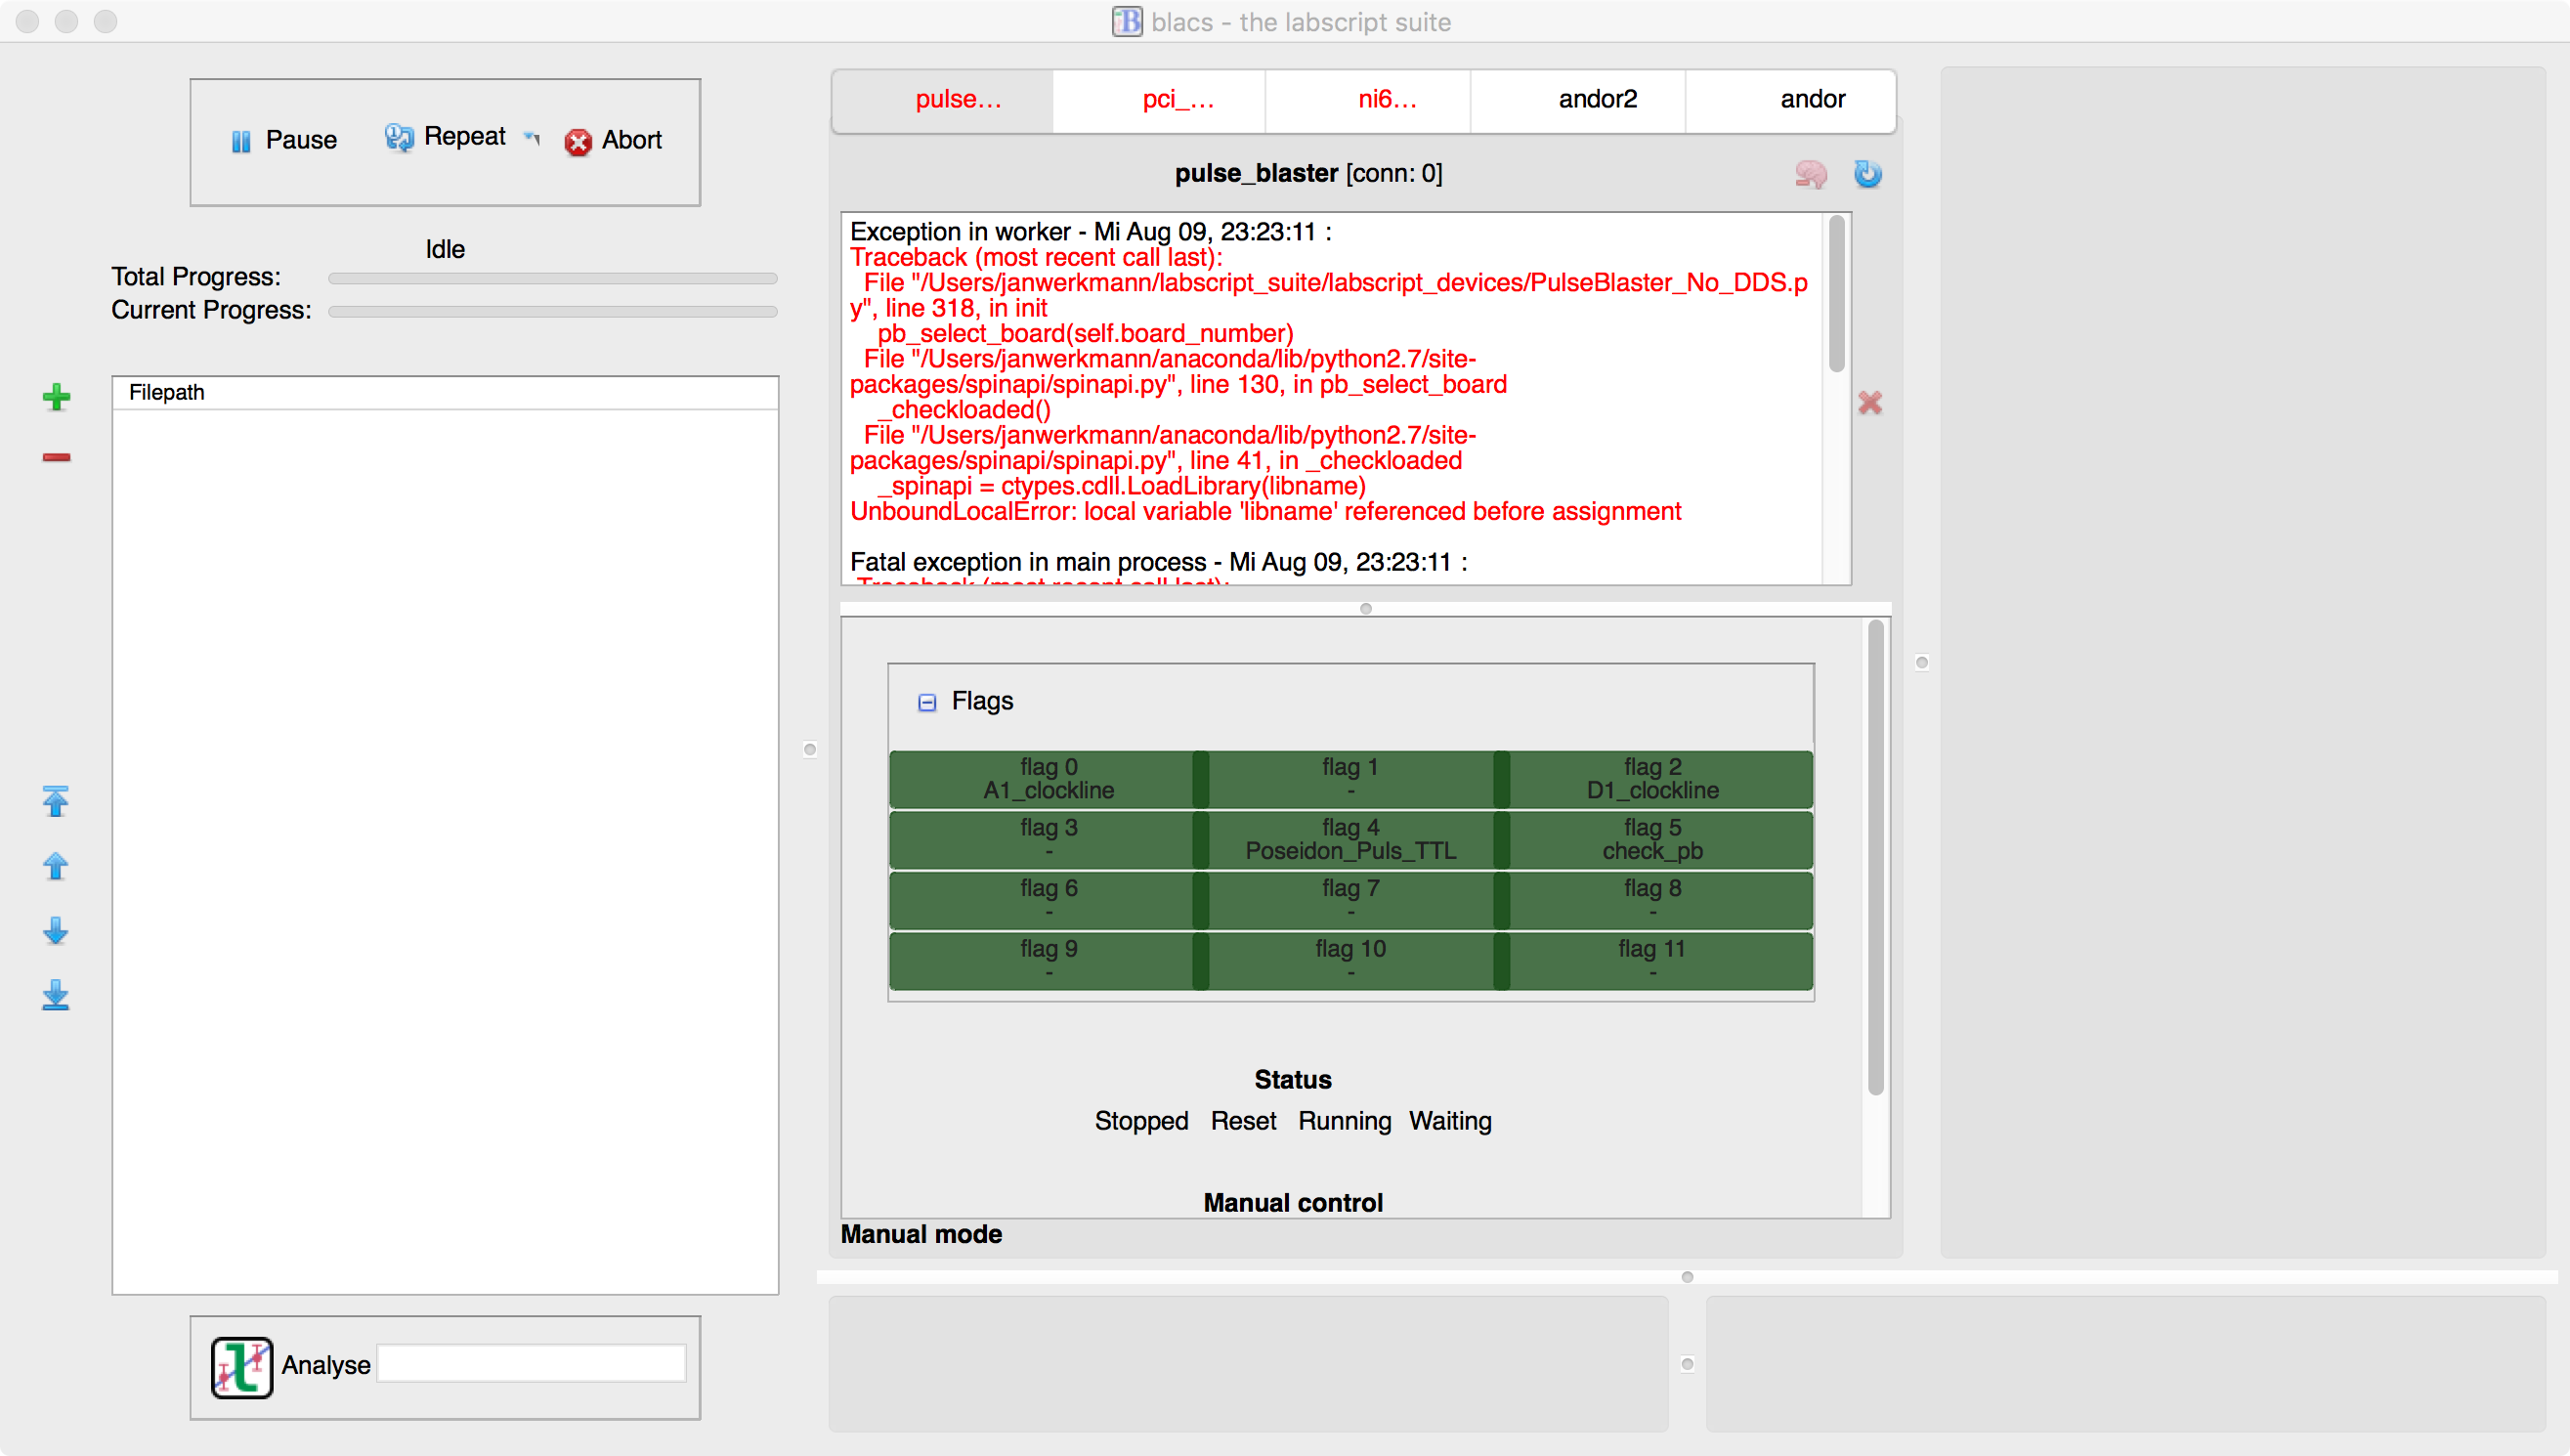 blacs - the labscript suite
Pause
Repeat
Abort
Idle
Total Progress:
Current Progress:
Filepath
Analyse
pulse…
pci_…
ni6…
andor2
andor
pulse_blaster [conn: 0]
Exception in worker - Mi Aug 09, 23:23:11 :
Traceback (most recent call last):
File "/Users/janwerkmann/labscript_suite/labscript_devices/PulseBlaster_No_DDS.p
y", line 318, in init
pb_select_board(self.board_number)
File "/Users/janwerkmann/anaconda/lib/python2.7/site-
packages/spinapi/spinapi.py", line 130, in pb_select_board
_checkloaded()
File "/Users/janwerkmann/anaconda/lib/python2.7/site-
packages/spinapi/spinapi.py", line 41, in _checkloaded
_spinapi = ctypes.cdll.LoadLibrary(libname)
UnboundLocalError: local variable 'libname' referenced before assignment
Fatal exception in main process - Mi Aug 09, 23:23:11 :
Traceback (most recent call last):
Flags
flag 0
A1_clockline
flag 1
-
flag 2
D1_clockline
flag 3
-
flag 4
Poseidon_Puls_TTL
flag 5
check_pb
flag 6
-
flag 7
-
flag 8
-
flag 9
-
flag 10
-
flag 11
-
Status
Stopped Reset Running Waiting
Manual control
Manual mode